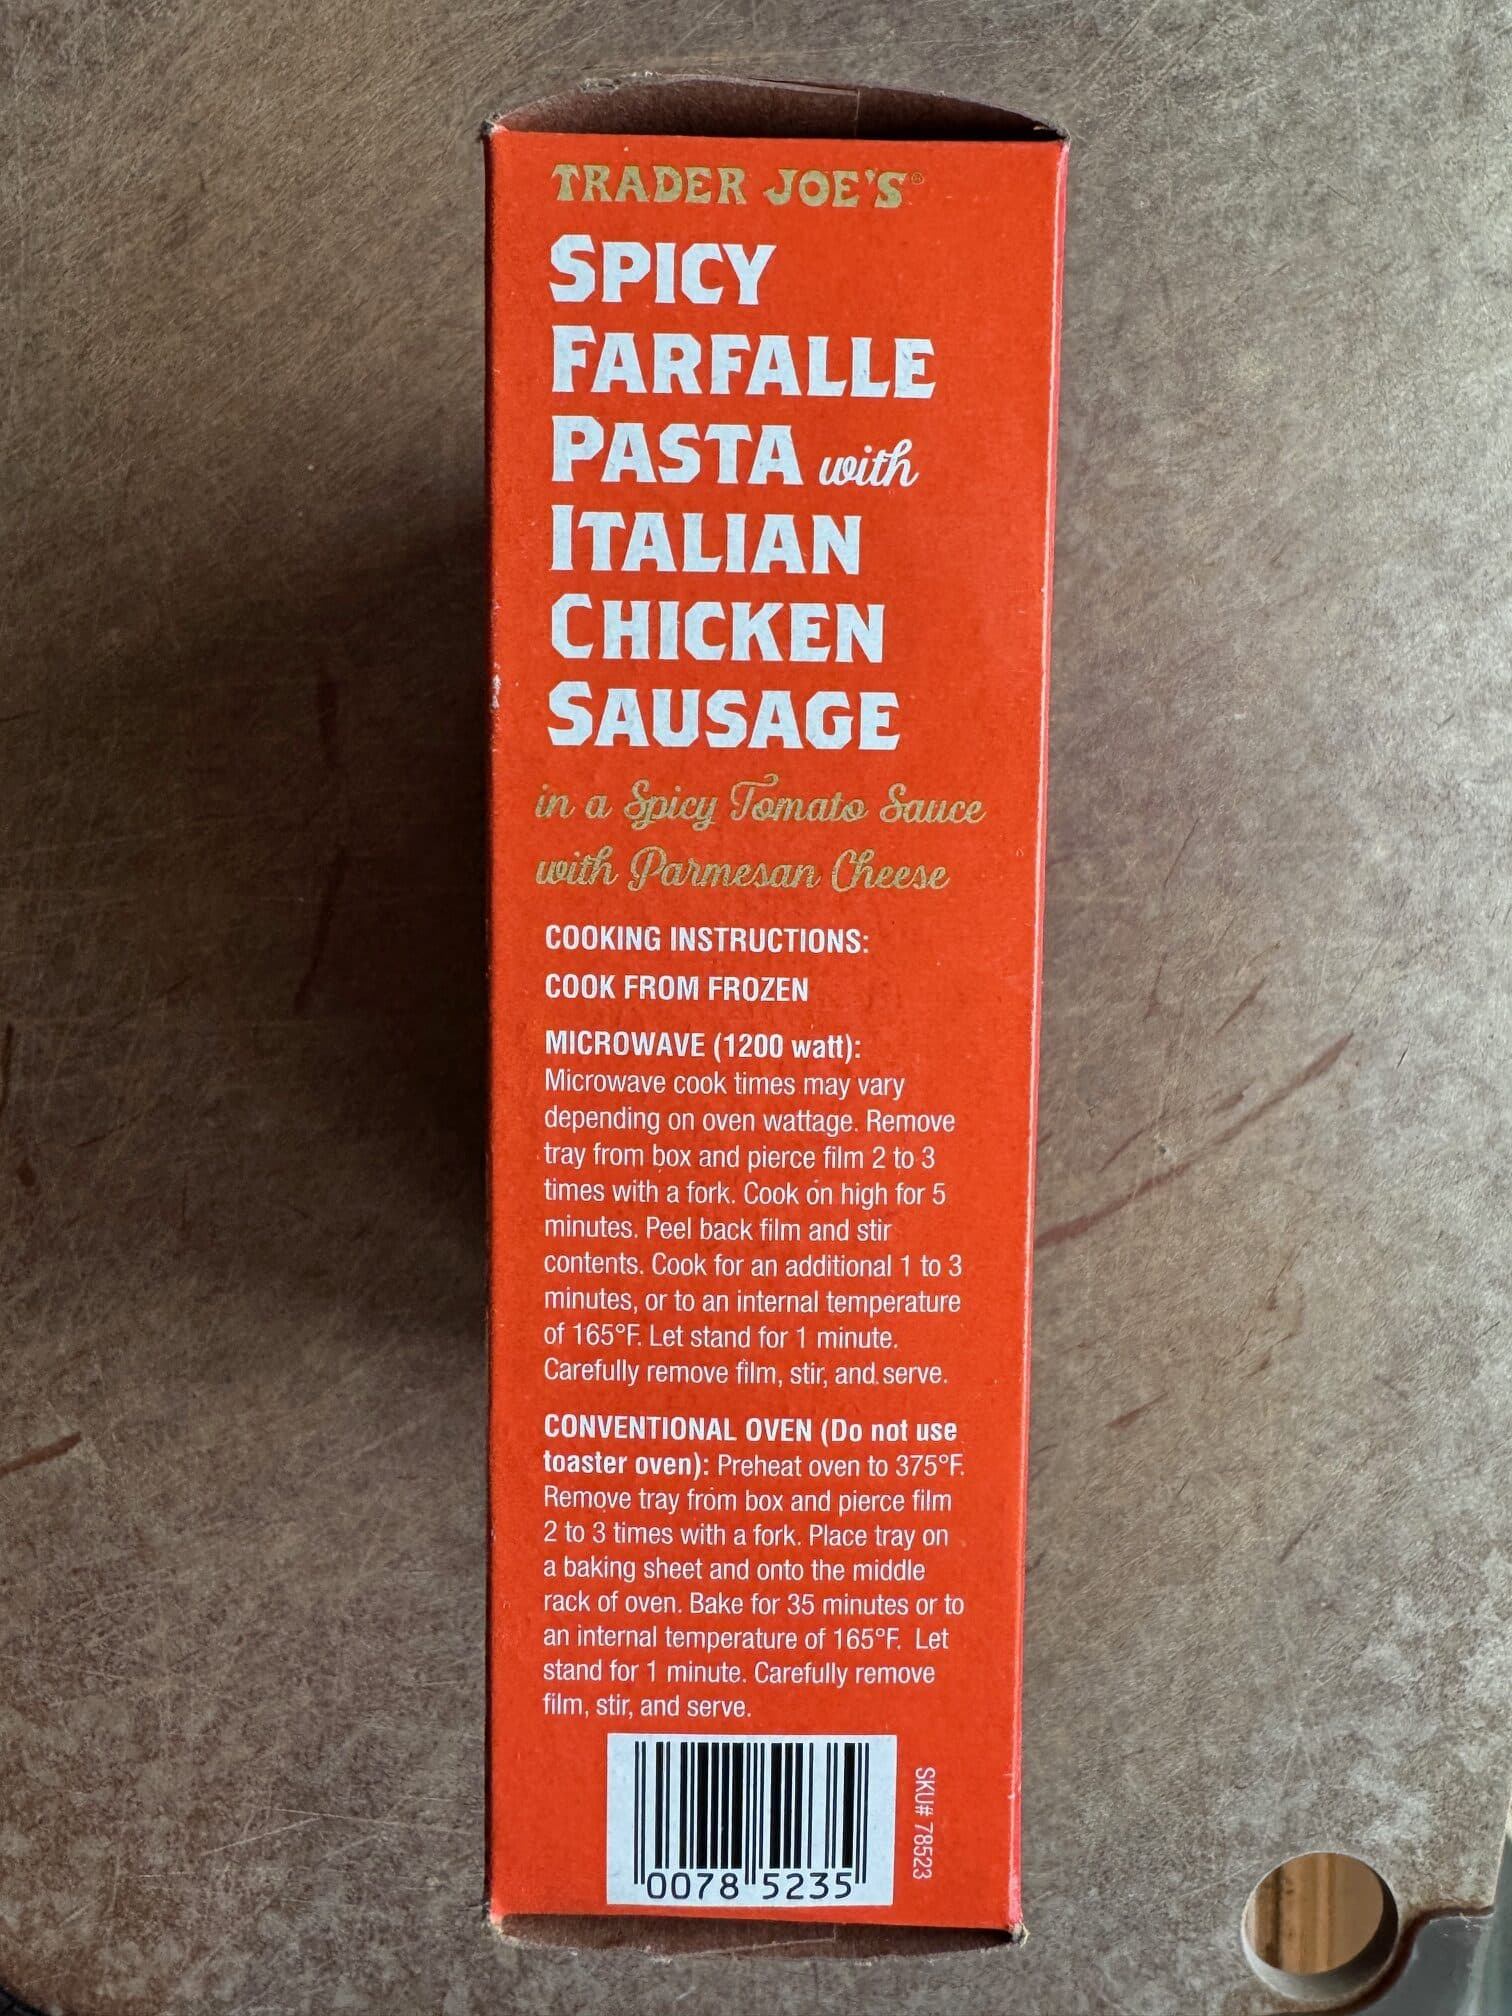 TRADER JOE'S®
SPICY
FARFALLE
PASTA with
ITALIAN
CHICKEN
SAUSAGE
in a Spicy Tomato Sauce
with Parmesan Cheese
COOKING INSTRUCTIONS:
COOK FROM FROZEN
MICROWAVE (1200 watt):
Microwave cook times may vary
depending on oven wattage. Remove
tray from box and pierce film 2 to 3
times with a fork. Cook on high for 5
minutes. Peel back film and stir
contents. Cook for an additional 1 to 3
minutes, or to an internal temperature
of 165°F. Let stand for 1 minute.
Carefully remove film, stir, and serve.
CONVENTIONAL OVEN (Do not use
toaster oven): Preheat oven to 375°F.
Remove tray from box and pierce film
2 to 3 times with a fork. Place tray on
a baking sheet and onto the middle
rack of oven. Bake for 35 minutes or to
an internal temperature of 165°F. Let
stand for 1 minute. Carefully remove
film, stir, and serve.
0078 5235
SKU# 78523